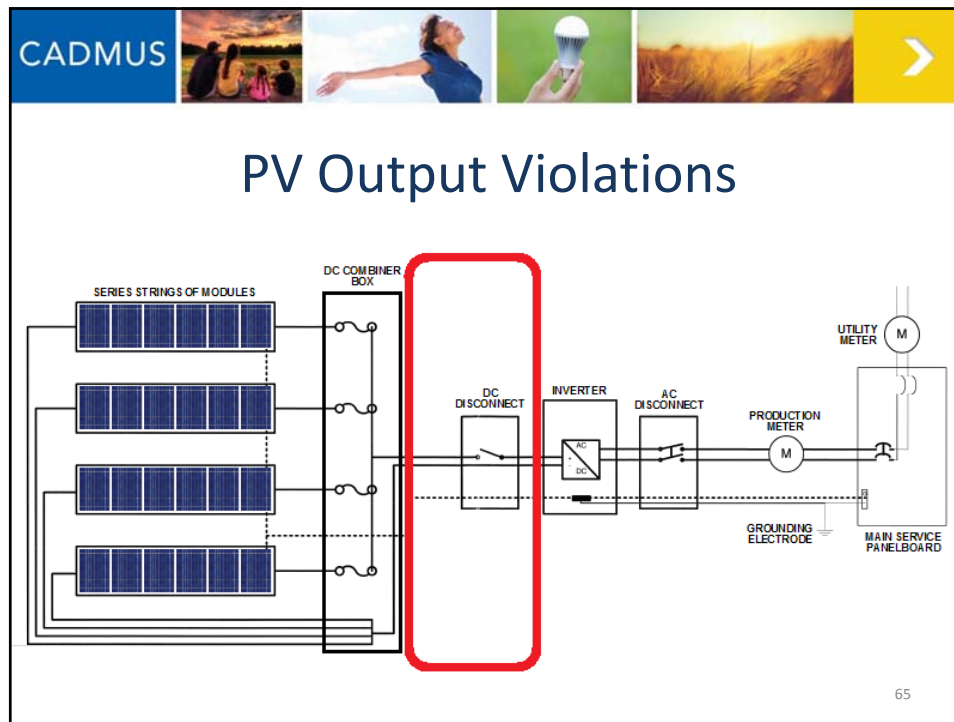 CADMUS
PV Output Violations
DC COMBINER
BOX
SERIES STRINGS OF MODULES
UTILITY
METER
M
DC
DISCONNECT
INVERTER
AC
DISCONNECT
PRODUCTION
METER
AC
+
-
DC
M
GROUNDING
ELECTRODE
MAIN SERVICE
PANELBOARD
65